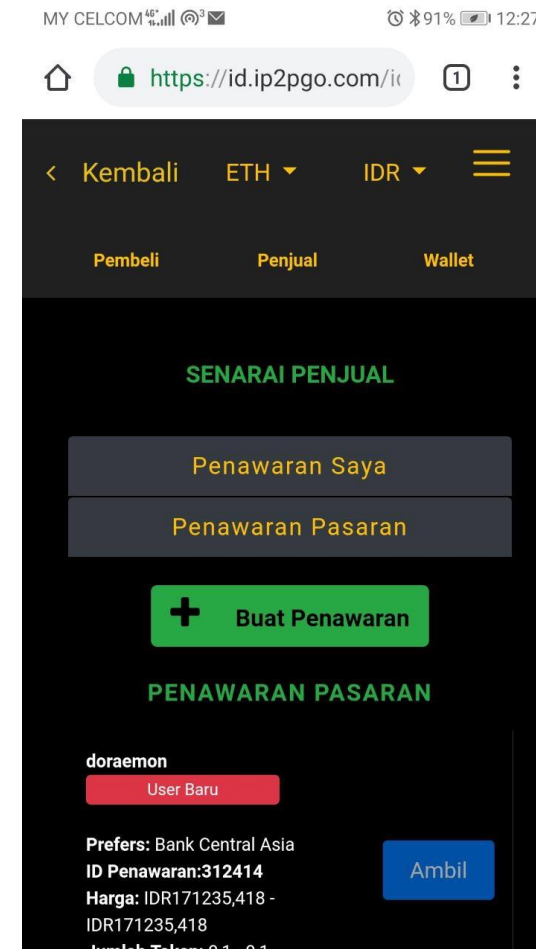 MY CELCOM 91% 12:27
https://id.ip2pgo.com/i 1
Kembali ETH IDR
Pembeli Penjual Wallet
SENARAI PENJUAL
Penawaran Saya
Penawaran Pasaran
Buat Penawaran
PENAWARAN PASARAN
doraemon
User Baru
Prefers: Bank Central Asia
ID Penawaran:312414
Ambil
Harga: IDR171235,418 -
IDR171235,418